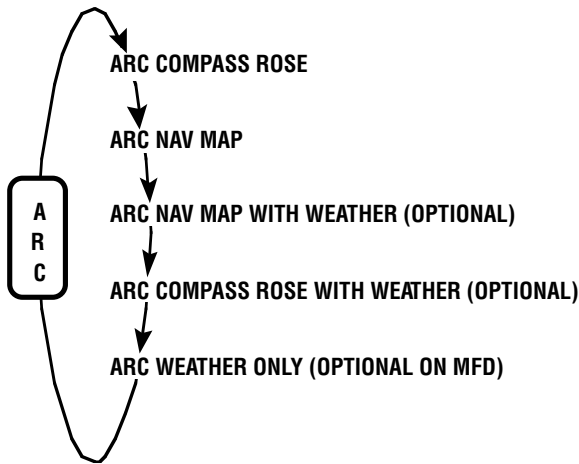 ARC COMPASS ROSE
ARC NAV MAP
ARC NAV MAP WITH WEATHER (OPTIONAL)
ARC COMPASS ROSE WITH WEATHER (OPTIONAL)
ARC WEATHER ONLY (OPTIONAL ON MFD)
A
R
C